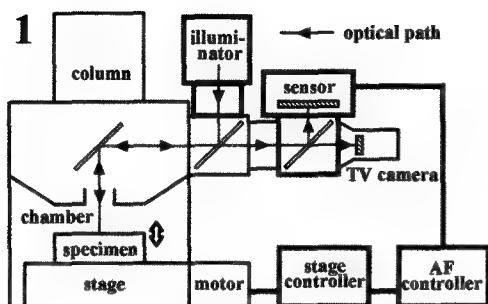 1
illumi-
nator
optical path
column
sensor
TV camera
chamber
specimen
stage
motor
stage
controller
AF
controller